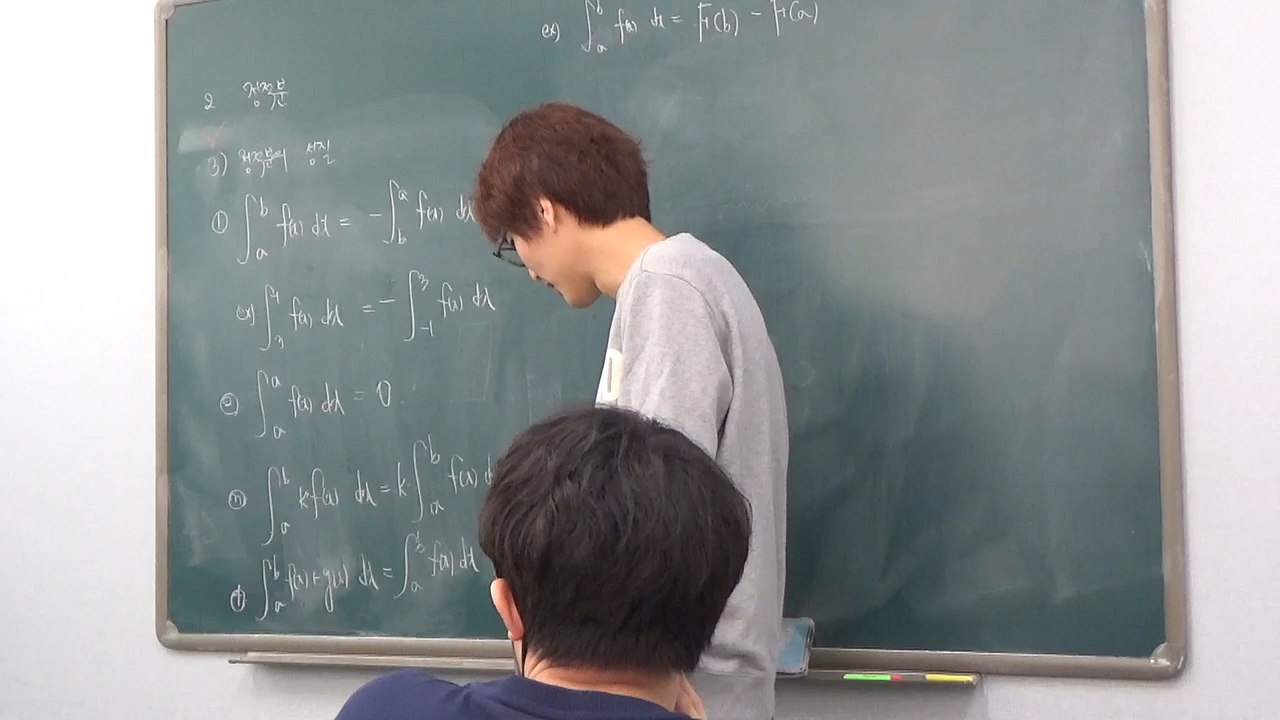 ex) ∫_a^b f(x) dx = F(b) - F(a)
2 정적분
3) 정적분의 성질
① ∫_a^b f(x) dx = -∫_b^a f(x) dx
ex) ∫_3^{-1} f(x) dx = -∫_{-1}^3 f(x) dx
② ∫_a^a f(x) dx = 0.
③ ∫_a^b kf(x) dx = k∫_a^b f(x) d
④ ∫_a^b f(x)+g(x) dx = ∫_a^b f(x) dx